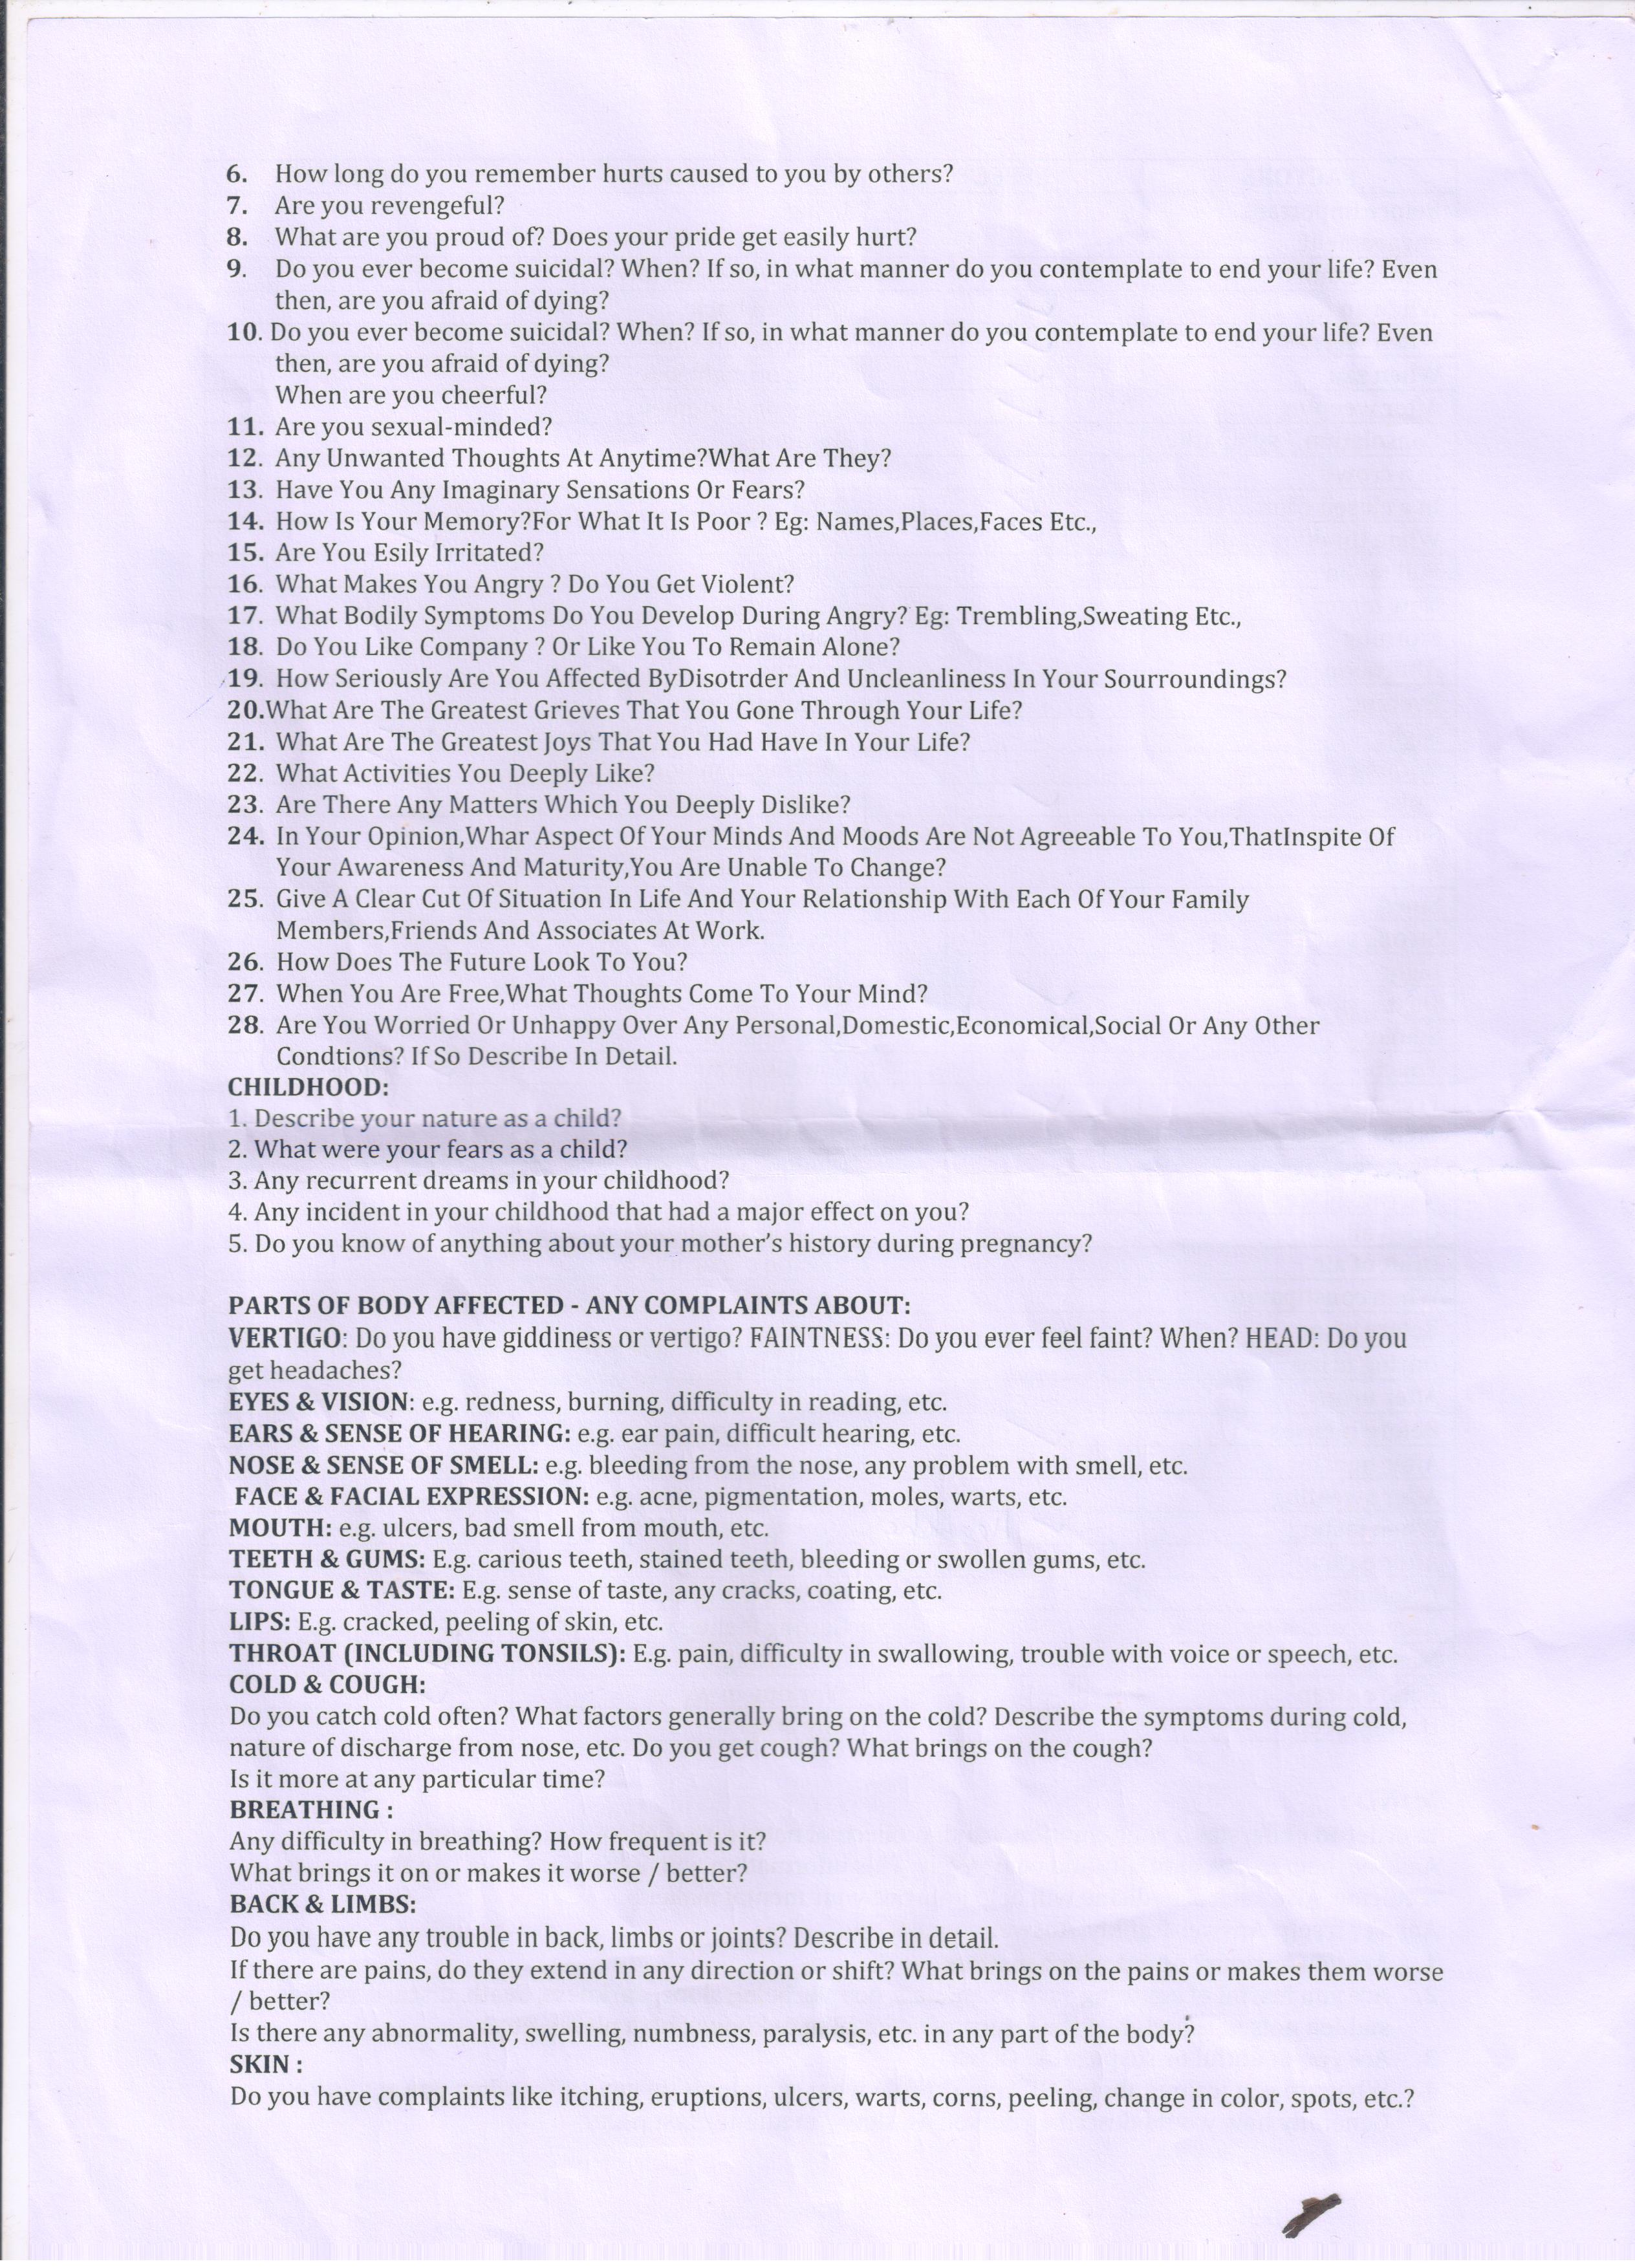 6. How long do you remember hurts caused to you by others?
7. Are you revengeful?
8. What are you proud of? Does your pride get easily hurt?
9. Do you ever become suicidal? When? If so, in what manner do you contemplate to end your life? Even
then, are you afraid of dying?
10. Do you ever become suicidal? When? If so, in what manner do you contemplate to end your life? Even
then, are you afraid of dying?
When are you cheerful?
11. Are you sexual-minded?
12. Any Unwanted Thoughts At Anytime?What Are They?
13. Have You Any Imaginary Sensations Or Fears?
14. How Is Your Memory?For What It Is Poor ? Eg: Names,Places,Faces Etc.,
15. Are You Esily Irritated?
16. What Makes You Angry ? Do You Get Violent?
17. What Bodily Symptoms Do You Develop During Angry? Eg: Trembling,Sweating Etc.,
18. Do You Like Company ? Or Like You To Remain Alone?
19. How Seriously Are You Affected ByDisotrder And Uncleanliness In Your Sourroundings?
20.What Are The Greatest Grieves That You Gone Through Your Life?
21. What Are The Greatest Joys That You Had Have In Your Life?
22. What Activities You Deeply Like?
23. Are There Any Matters Which You Deeply Dislike?
24. In Your Opinion,Whar Aspect Of Your Minds And Moods Are Not Agreeable To You,ThatInspite Of
Your Awareness And Maturity,You Are Unable To Change?
25. Give A Clear Cut Of Situation In Life And Your Relationship With Each Of Your Family
Members,Friends And Associates At Work.
26. How Does The Future Look To You?
27. When You Are Free,What Thoughts Come To Your Mind?
28. Are You Worried Or Unhappy Over Any Personal,Domestic,Economical,Social Or Any Other
Condtions? If So Describe In Detail.
CHILDHOOD:
1. Describe your nature as a child?
2. What were your fears as a child?
3. Any recurrent dreams in your childhood?
4. Any incident in your childhood that had a major effect on you?
5. Do you know of anything about your mother's history during pregnancy?
PARTS OF BODY AFFECTED - ANY COMPLAINTS ABOUT:
VERTIGO: Do you have giddiness or vertigo? FAINTNESS: Do you ever feel faint? When? HEAD: Do you
get headaches?
EYES & VISION: e.g. redness, burning, difficulty in reading, etc.
EARS & SENSE OF HEARING: e.g. ear pain, difficult hearing, etc.
NOSE & SENSE OF SMELL: e.g. bleeding from the nose, any problem with smell, etc.
FACE & FACIAL EXPRESSION: e.g. acne, pigmentation, moles, warts, etc.
MOUTH: e.g. ulcers, bad smell from mouth, etc.
TEETH & GUMS: E.g. carious teeth, stained teeth, bleeding or swollen gums, etc.
TONGUE & TASTE: E.g. sense of taste, any cracks, coating, etc.
LIPS: E.g. cracked, peeling of skin, etc.
THROAT (INCLUDING TONSILS): E.g. pain, difficulty in swallowing, trouble with voice or speech, etc.
COLD & COUGH:
Do you catch cold often? What factors generally bring on the cold? Describe the symptoms during cold,
nature of discharge from nose, etc. Do you get cough? What brings on the cough?
Is it more at any particular time?
BREATHING :
Any difficulty in breathing? How frequent is it?
What brings it on or makes it worse / better?
BACK & LIMBS:
Do you have any trouble in back, limbs or joints? Describe in detail.
If there are pains, do they extend in any direction or shift? What brings on the pains or makes them worse
/ better?
Is there any abnormality, swelling, numbness, paralysis, etc. in any part of the body?
SKIN :
Do you have complaints like itching, eruptions, ulcers, warts, corns, peeling, change in color, spots, etc.?